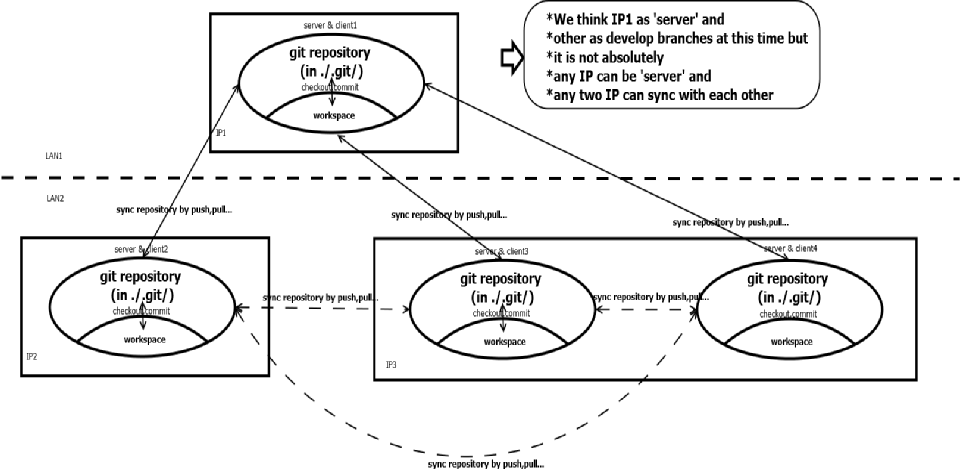 server & client1
git repository
(in ./.git/)
checkout,commit
workspace
IP1
*We think IP1 as 'server' and
*other as develop branches at this time but
*it is not absolutely
*any IP can be 'server' and
*any two IP can sync with each other
LAN1
LAN2
sync repository by push,pull...
sync repository by push,pull...
sync repository by push,pull...
server & client2
git repository
(in ./.git/)
checkout,commit
workspace
IP2
sync repository by push,pull...
server & client3
git repository
(in ./.git/)
checkout,commit
workspace
IP3
sync repository by push,pull...
server & client4
git repository
(in ./.git/)
checkout,commit
workspace
sync repository by push,pull...